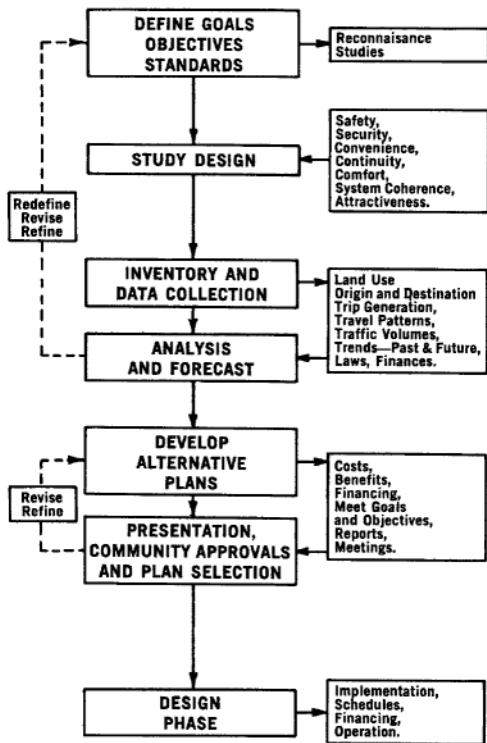 DEFINE GOALS
OBJECTIVES
STANDARDS
Reconnaisance
Studies
STUDY DESIGN
Safety,
Security,
Convenience,
Continuity,
Comfort,
System Coherence,
Attractiveness.
Redefine
Revise
Refine
INVENTORY AND
DATA COLLECTION
Land Use
Origin and Destination
Trip Generation,
Travel Patterns,
Traffic Volumes,
Trends—Past & Future,
Laws, Finances.
ANALYSIS
AND FORECAST
DEVELOP
ALTERNATIVE
PLANS
Costs,
Benefits,
Financing,
Meet Goals
and Objectives,
Reports,
Meetings.
Revise
Refine
PRESENTATION,
COMMUNITY APPROVALS
AND PLAN SELECTION
DESIGN
PHASE
Implementation,
Schedules,
Financing,
Operation.